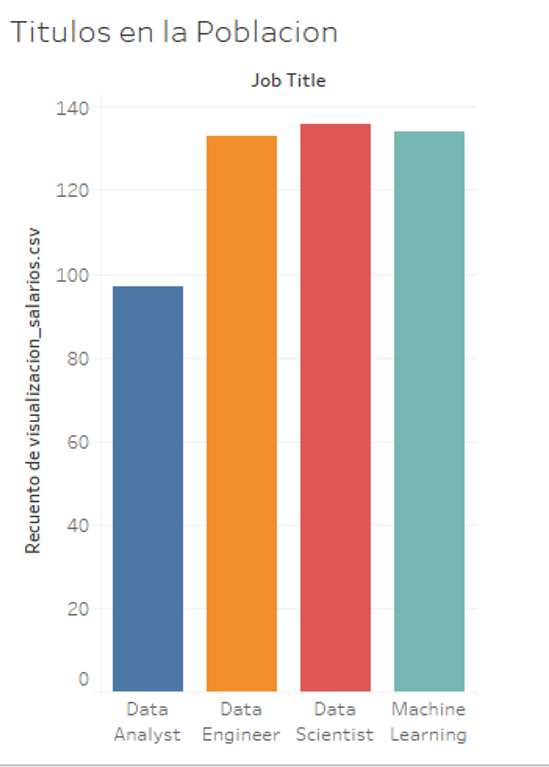 Titulos en la Poblacion
Job Title
Recuento de visualizacion_salarios.csv
140
120
100
80
60
40
20
0
Data Analyst
Data Engineer
Data Scientist
Machine Learning